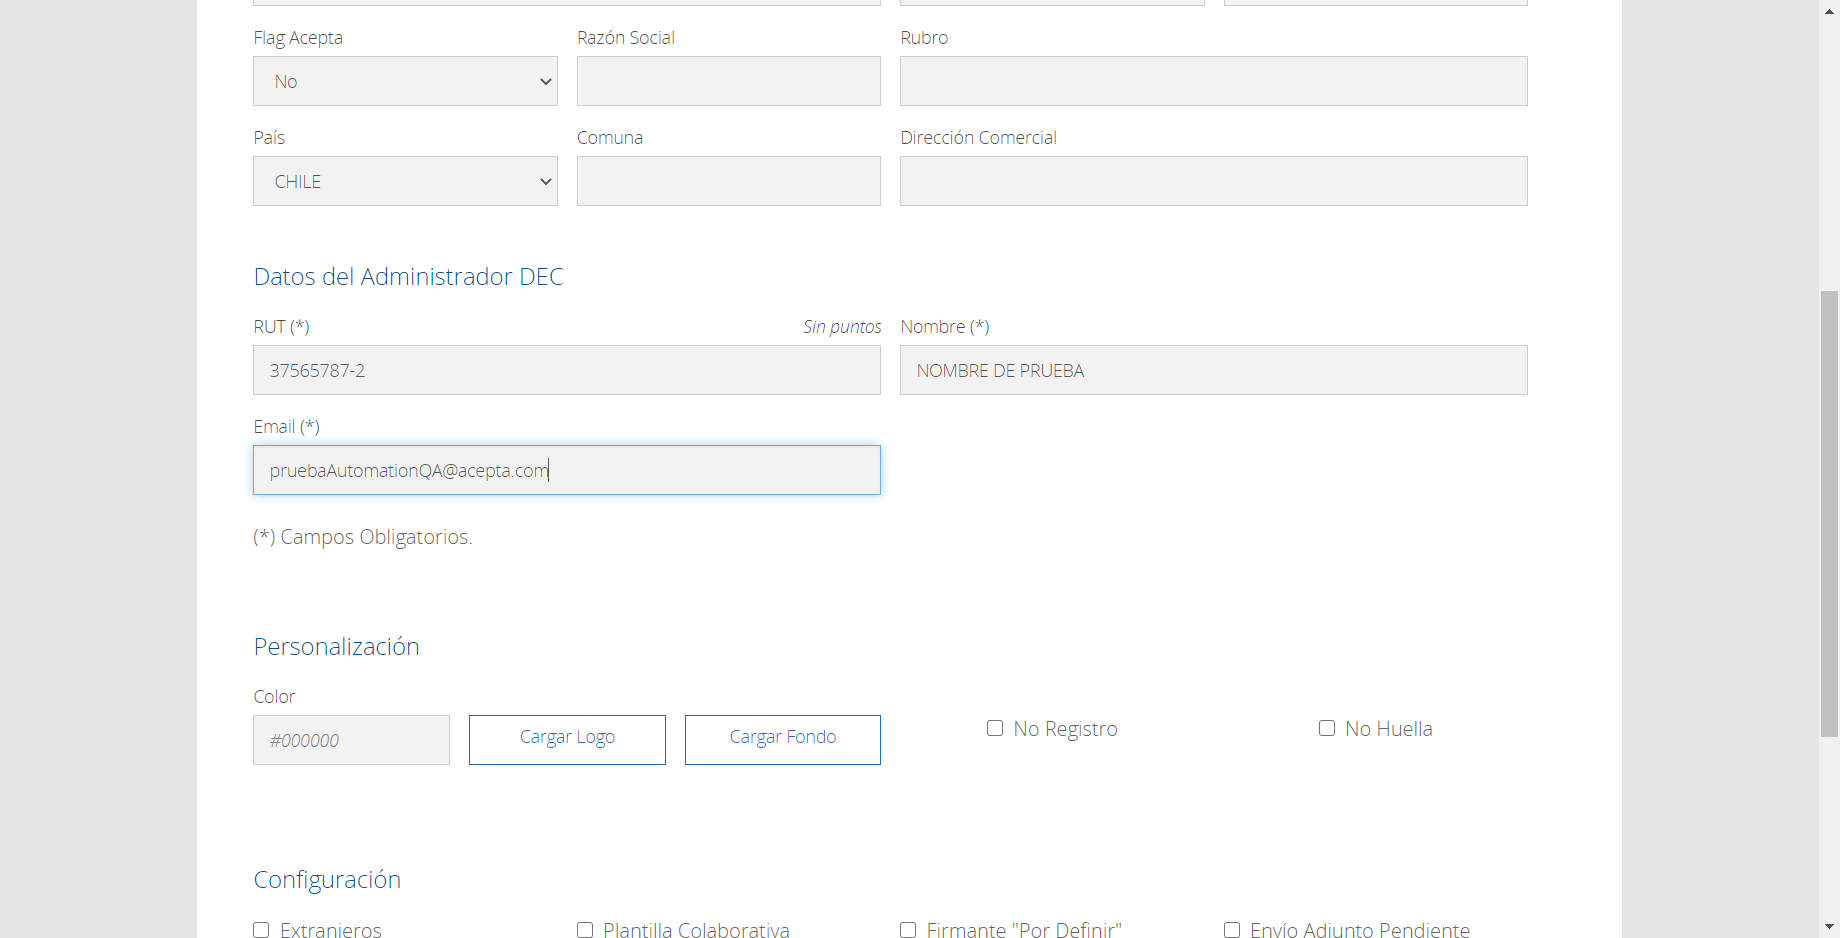 Flag Acepta Razón Social Rubro
No
País Comuna Dirección Comercial
CHILE
Datos del Administrador DEC
RUT (*) Sin puntos Nombre (*)
37565787-2 NOMBRE DE PRUEBA
Email (*)
pruebaAutomationQA@acepta.com
(*) Campos Obligatorios.
Personalización
Color
#000000 Cargar Logo Cargar Fondo No Registro No Huella
Configuración
Extranjeros Plantilla Colaborativa Firmante "Por Definir" Envío Adjunto Pendiente